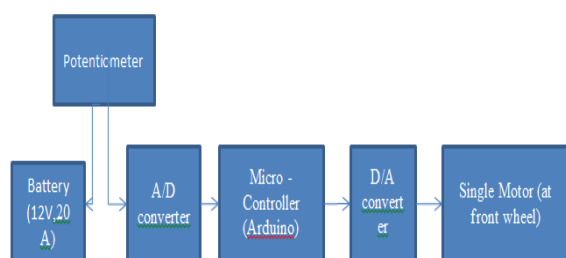 Potenticmeter
Battery
(12V,20
A)
A/D
converter
Micro -
Controller
(Arduino)
D/A
convert
er
Single Motor (at
front wheel)